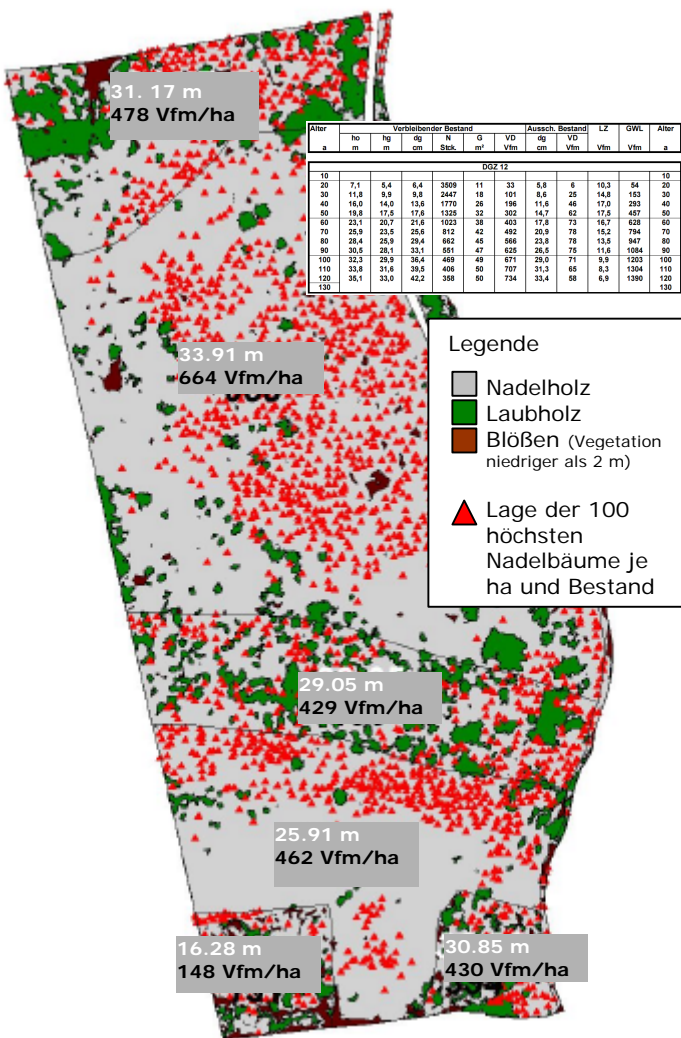 31. 17 m
478 Vfm/ha
Alter Verbleibender Bestand Aussch. Bestand LZ GWL Alter
ho hg dg N G VD dg VD
a m m cm Stck. m² Vfm cm Vfm Vfm Vfm a
DGZ 12
10 10
20 7,1 5,4 6,4 3509 11 33 5,8 6 10,3 54 20
30 11,8 9,9 9,8 2447 18 101 8,6 25 14,8 153 30
40 16,0 14,0 13,6 1770 26 196 11,6 46 17,0 293 40
50 19,8 17,5 17,6 1325 32 302 14,7 62 17,5 457 50
60 23,1 20,7 21,6 1023 38 403 17,8 73 16,7 628 60
70 25,9 23,5 25,6 812 42 492 20,9 78 15,2 794 70
80 28,4 25,9 29,4 662 45 566 23,8 78 13,5 947 80
90 30,5 28,1 33,1 551 47 625 26,5 75 11,6 1084 90
100 32,3 29,9 36,4 469 49 671 29,0 71 9,9 1203 100
110 33,8 31,6 39,5 406 50 707 31,3 65 8,3 1304 110
120 35,1 33,0 42,2 358 50 734 33,4 58 6,9 1390 120
130 130
33.91 m
664 Vfm/ha
Legende
Nadelholz
Laubholz
Blößen (Vegetation
niedriger als 2 m)
Lage der 100
höchsten
Nadelbäume je
ha und Bestand
29.05 m
429 Vfm/ha
25.91 m
462 Vfm/ha
16.28 m
148 Vfm/ha
30.85 m
430 Vfm/ha